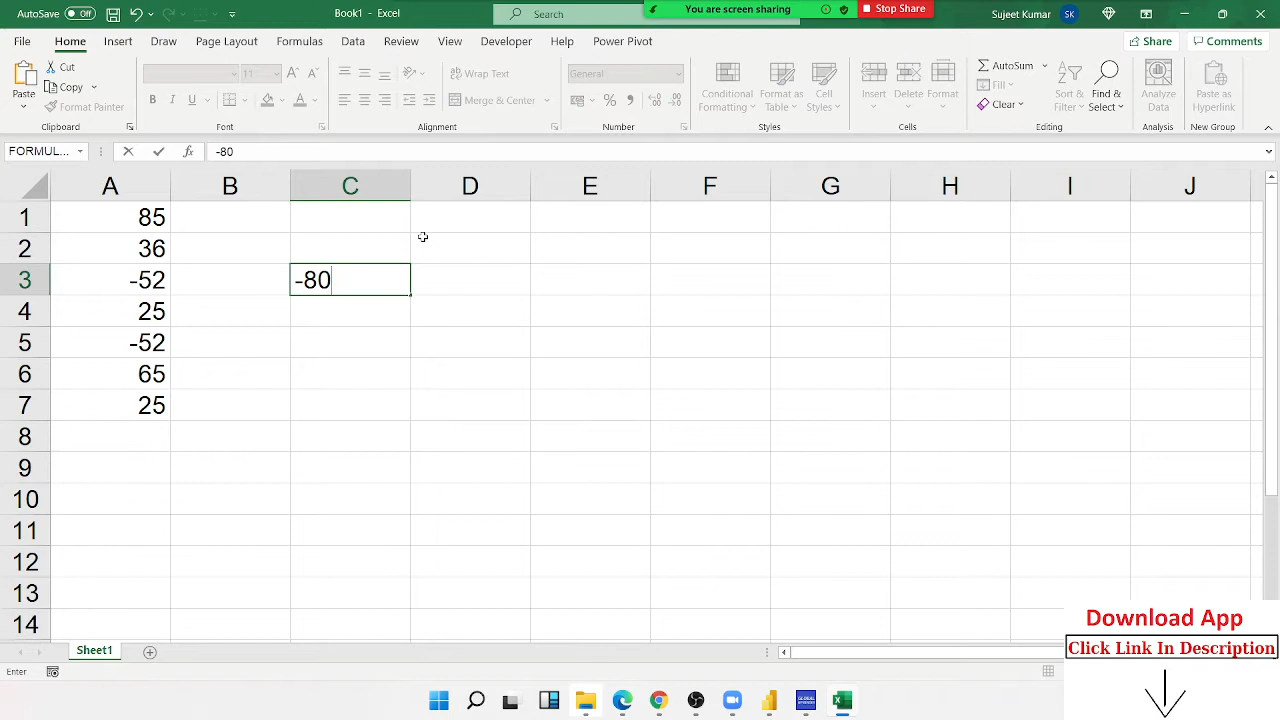 AutoSave Off Book1 - Excel Search You are screen sharing Stop Share Sujeet Kumar SK
File Home Insert Draw Page Layout Formulas Data Review View Developer Help Power Pivot Share Comments
Paste Cut Copy Format Painter Clipboard
11 B I U A Font
Wrap Text Merge & Center Alignment
General % Number
Conditional Formatting Format as Table Cell Styles Styles
Insert Delete Format Cells
AutoSum Fill Clear Sort & Filter Find & Select Editing
Analyze Data Analysis
Paste as Hyperlink New Group
FORMUL... fx -80
A B C D E F G H I J
1 85
2 36
3 -52 -80
4 25
5 -52
6 65
7 25
8
9
10
11
12
13
14
Download App
Click Link In Description
Sheet1
Enter